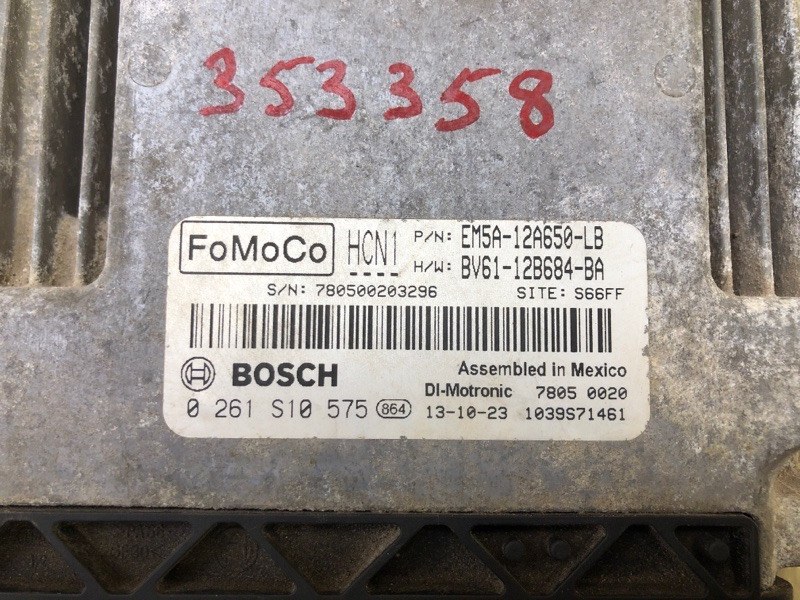 353358
FoMoCo HCN1 P/N: EM5A-12A650-LB
H/W: BV61-12B684-BA
S/N: 780500203296 SITE: S66FF
BOSCH Assembled in Mexico
DI-Motronic 7805 0020
0 261 S10 575 864 13-10-23 1039S71461